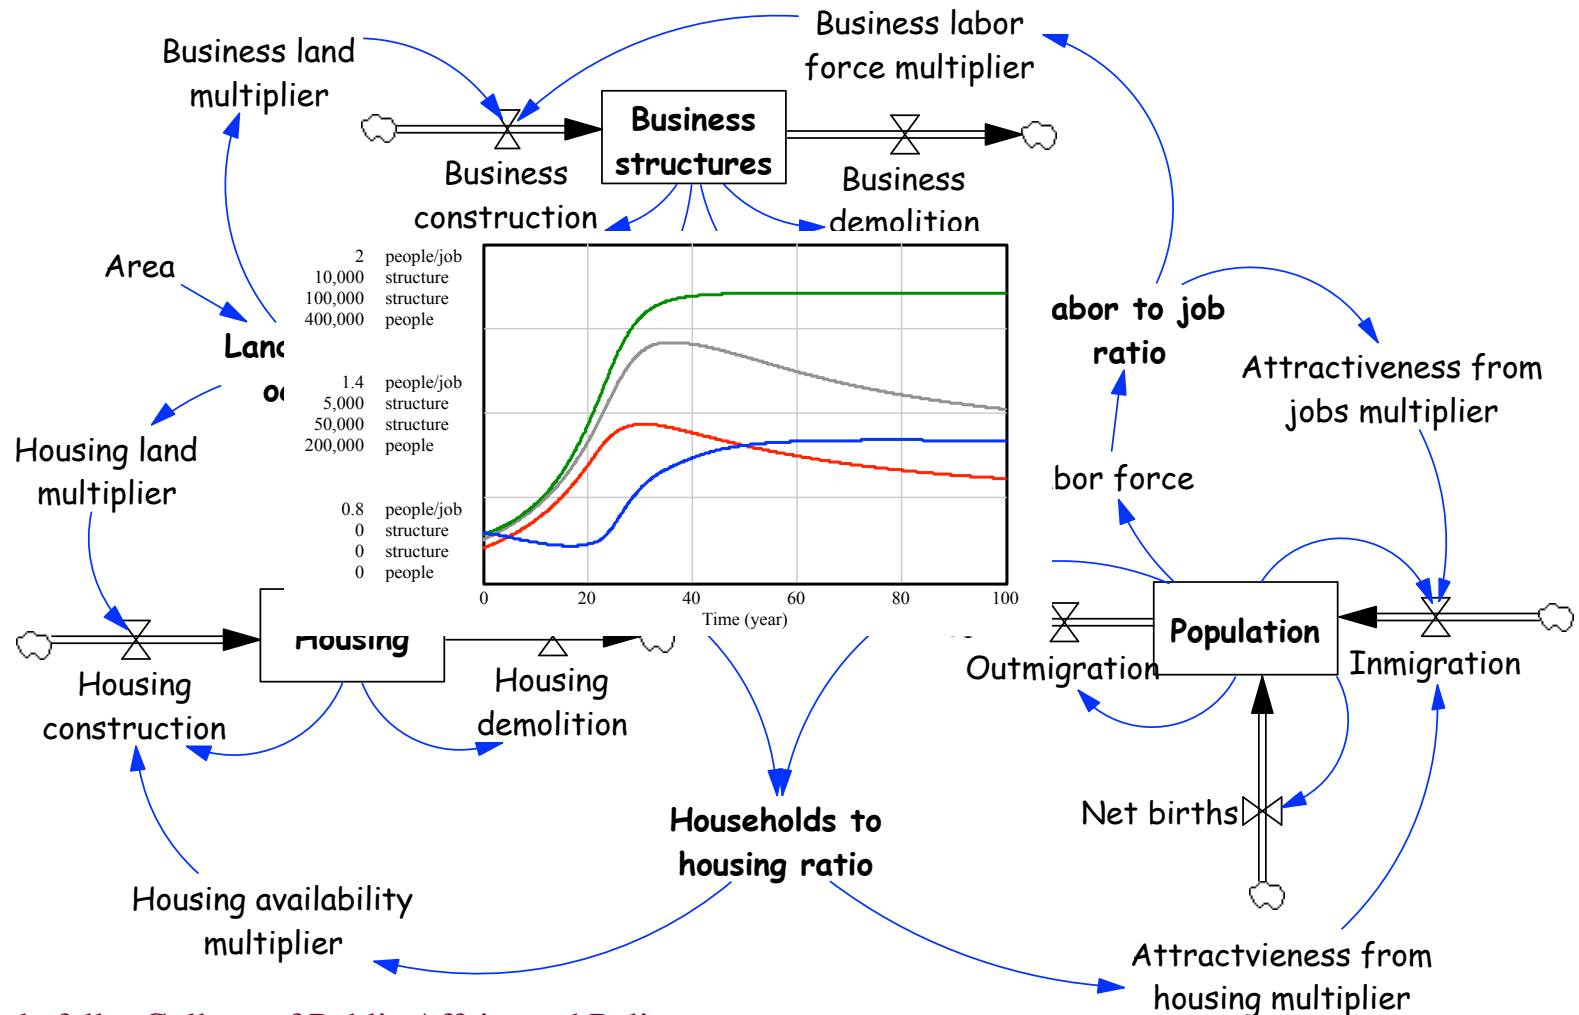 Business land
multiplier
Business labor
force multiplier
Business
structures
Business
construction
Business
demolition
Area
2 people/job
10,000 structure
100,000 structure
400,000 people
1.4 people/job
5,000 structure
50,000 structure
200,000 people
0.8 people/job
0 structure
0 structure
0 people
0 20 40 60 80 100
Time (year)
abor to job
ratio
Attractiveness from
jobs multiplier
bor force
Housing land
multiplier
Housing
Housing
construction
Housing
demolition
Population
Outmigration
Inmigration
Net births
Households to
housing ratio
Housing availability
multiplier
Attractvieness from
housing multiplier